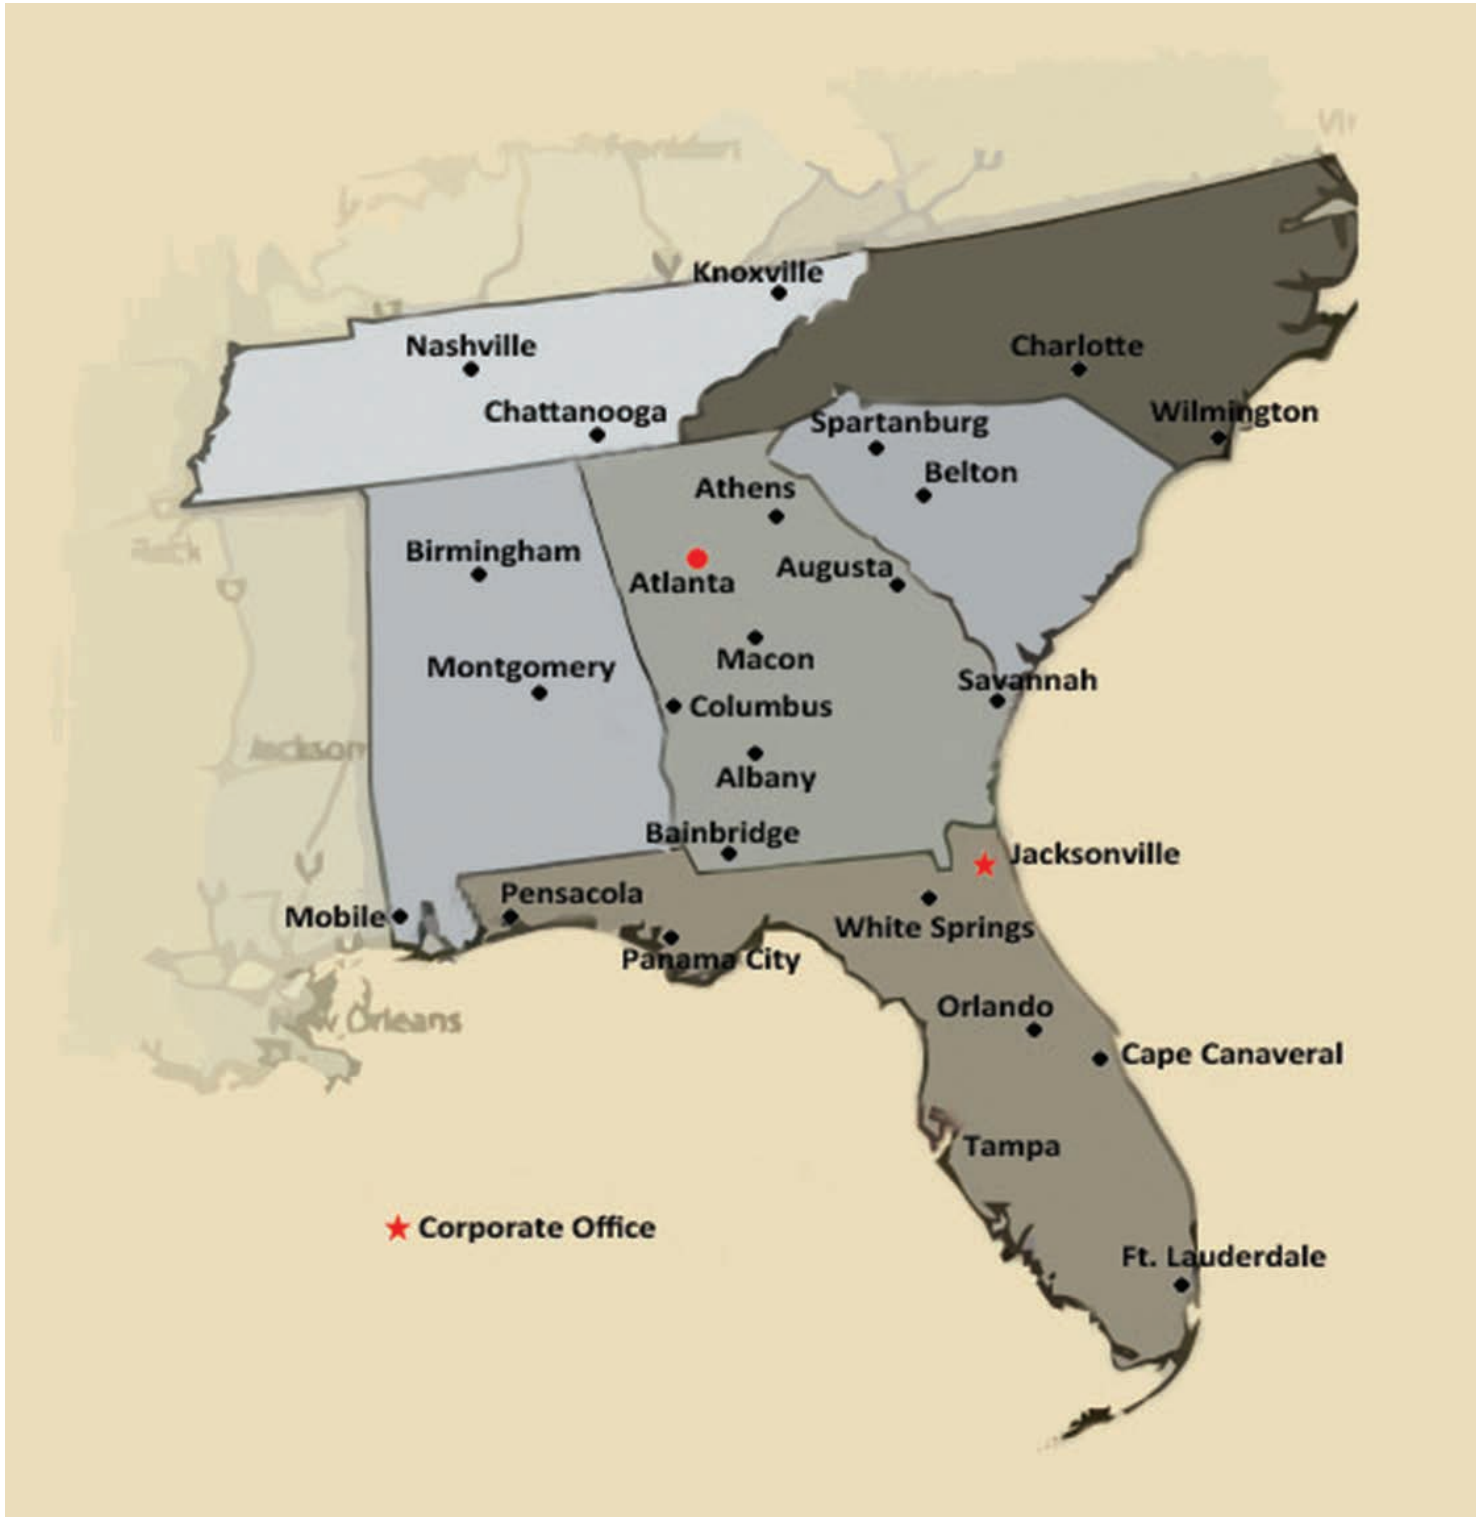 Knoxville
Nashville
Charlotte
Chattanooga
Wilmington
Spartanburg
Belton
Athens
Birmingham
Augusta
Atlanta
Macon
Montgomery
Savannah
Columbus
Jackson
Albany
Bainbridge
Jacksonville
Pensacola
Mobile
White Springs
Panama City
Orlando
New Orleans
Cape Canaveral
Tampa
Corporate Office
Ft. Lauderdale